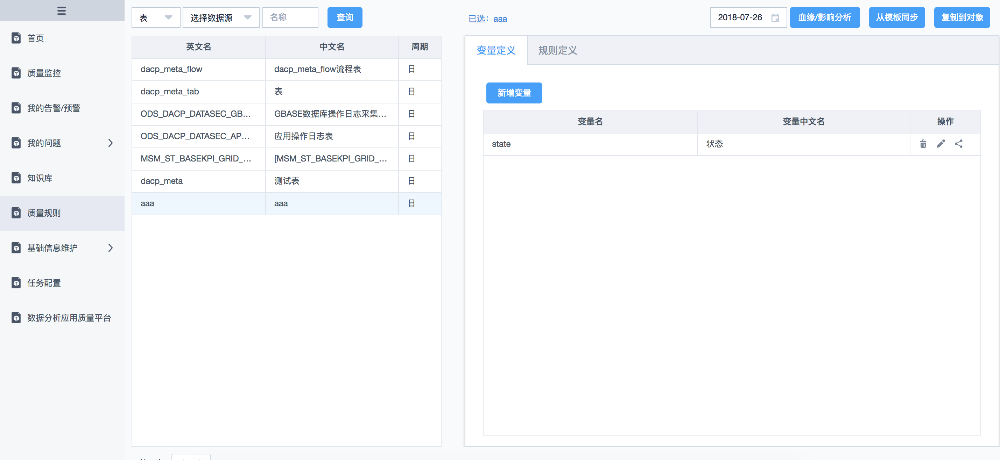 首页
质量监控
我的告警/预警
我的问题
知识库
质量规则
基础信息维护
任务配置
数据分析应用质量平台
表 选择数据源 名称 查询
英文名 中文名 周期
dacp_meta_flow dacp_meta_flow流程表 日
dacp_meta_tab 表 日
ODS_DACP_DATASEC_GB... GBASE数据库操作日志采集... 日
ODS_DACP_DATASEC_AP... 应用操作日志表 日
MSM_ST_BASEKPI_GRID_... [MSM_ST_BASEKPI_GRID_... 日
dacp_meta 测试表 日
aaa aaa 日
已选：aaa 2018-07-26 血缘/影响分析 从模板同步 复制到对象
变量定义 规则定义
新增变量
变量名 变量中文名 操作
state 状态